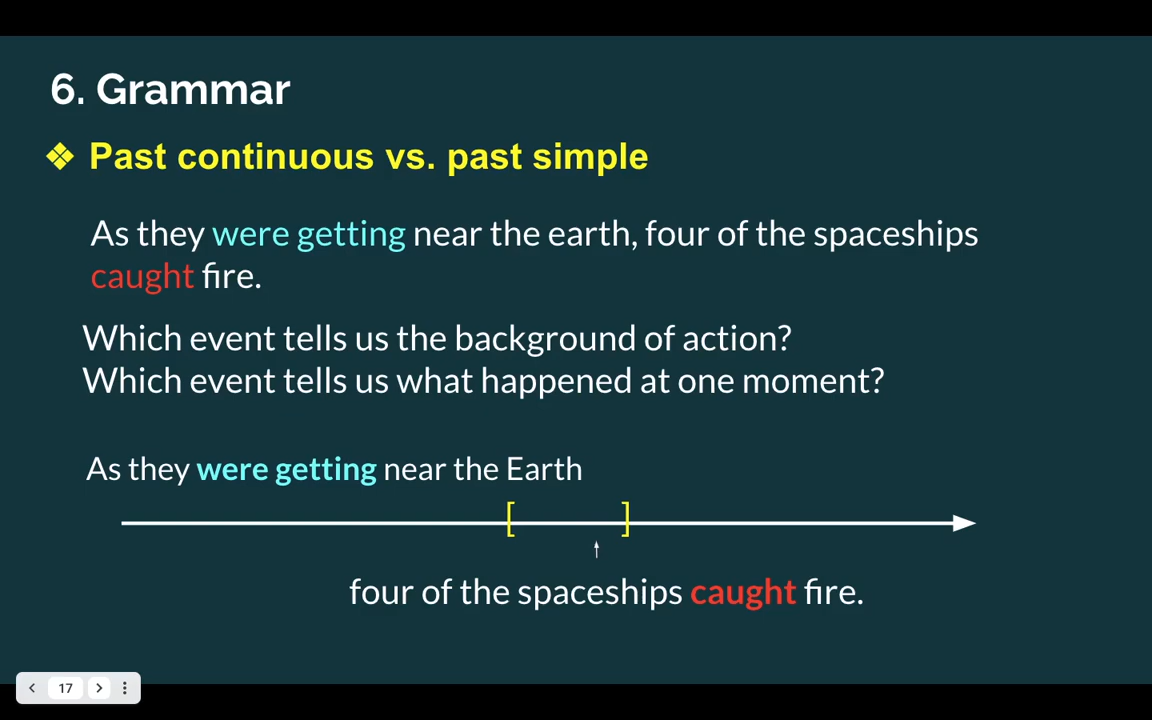 6. Grammar
❖ Past continuous vs. past simple
As they were getting near the earth, four of the spaceships
caught fire.
Which event tells us the background of action?
Which event tells us what happened at one moment?
As they were getting near the Earth
[ ]
four of the spaceships caught fire.
17